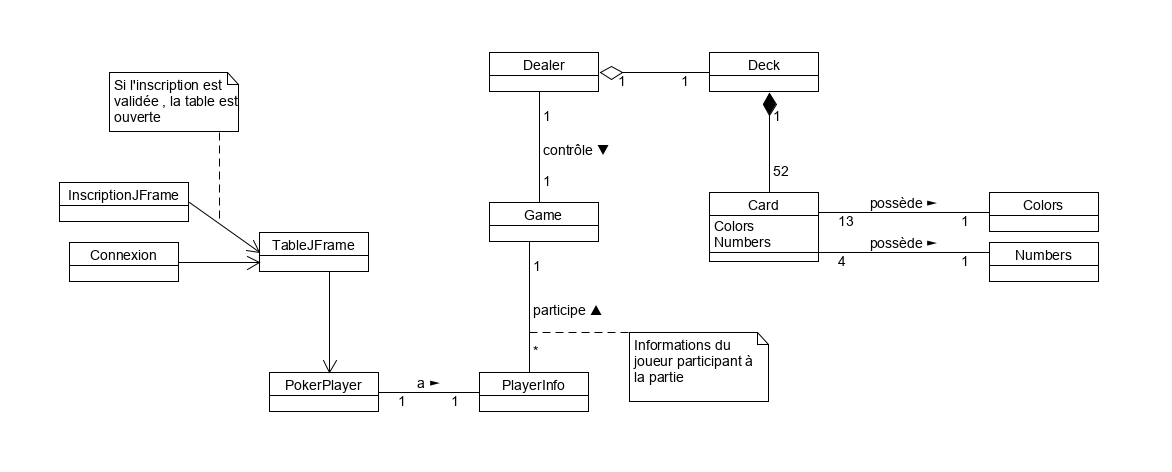 Dealer
Deck
1
1
Si l'inscription est
validée , la table est
ouverte
1
1
contrôle ▼
1
52
InscriptionJFrame
Card
Colors
Numbers
possède ►
13
1
Colors
possède ►
4
1
Numbers
Game
Connexion
TableJFrame
1
participe ▲
*
Informations du
joueur participant à
la partie
PokerPlayer
a ►
1
1
PlayerInfo